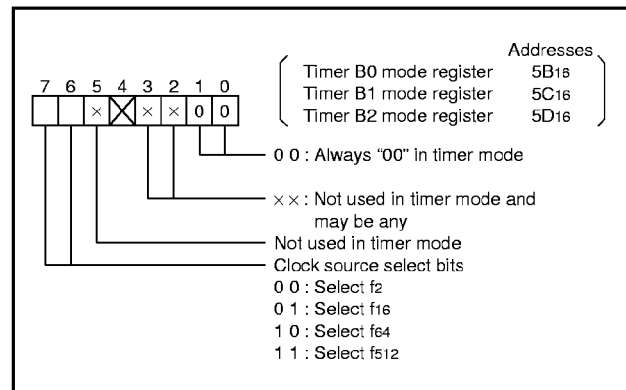 Addresses
Timer B0 mode register 5B16
Timer B1 mode register 5C16
Timer B2 mode register 5D16
7 6 5 4 3 2 1 0
× × × 0 0
0 0 : Always “00” in timer mode
× × : Not used in timer mode and
may be any
Not used in timer mode
Clock source select bits
0 0 : Select f2
0 1 : Select f16
1 0 : Select f64
1 1 : Select f512